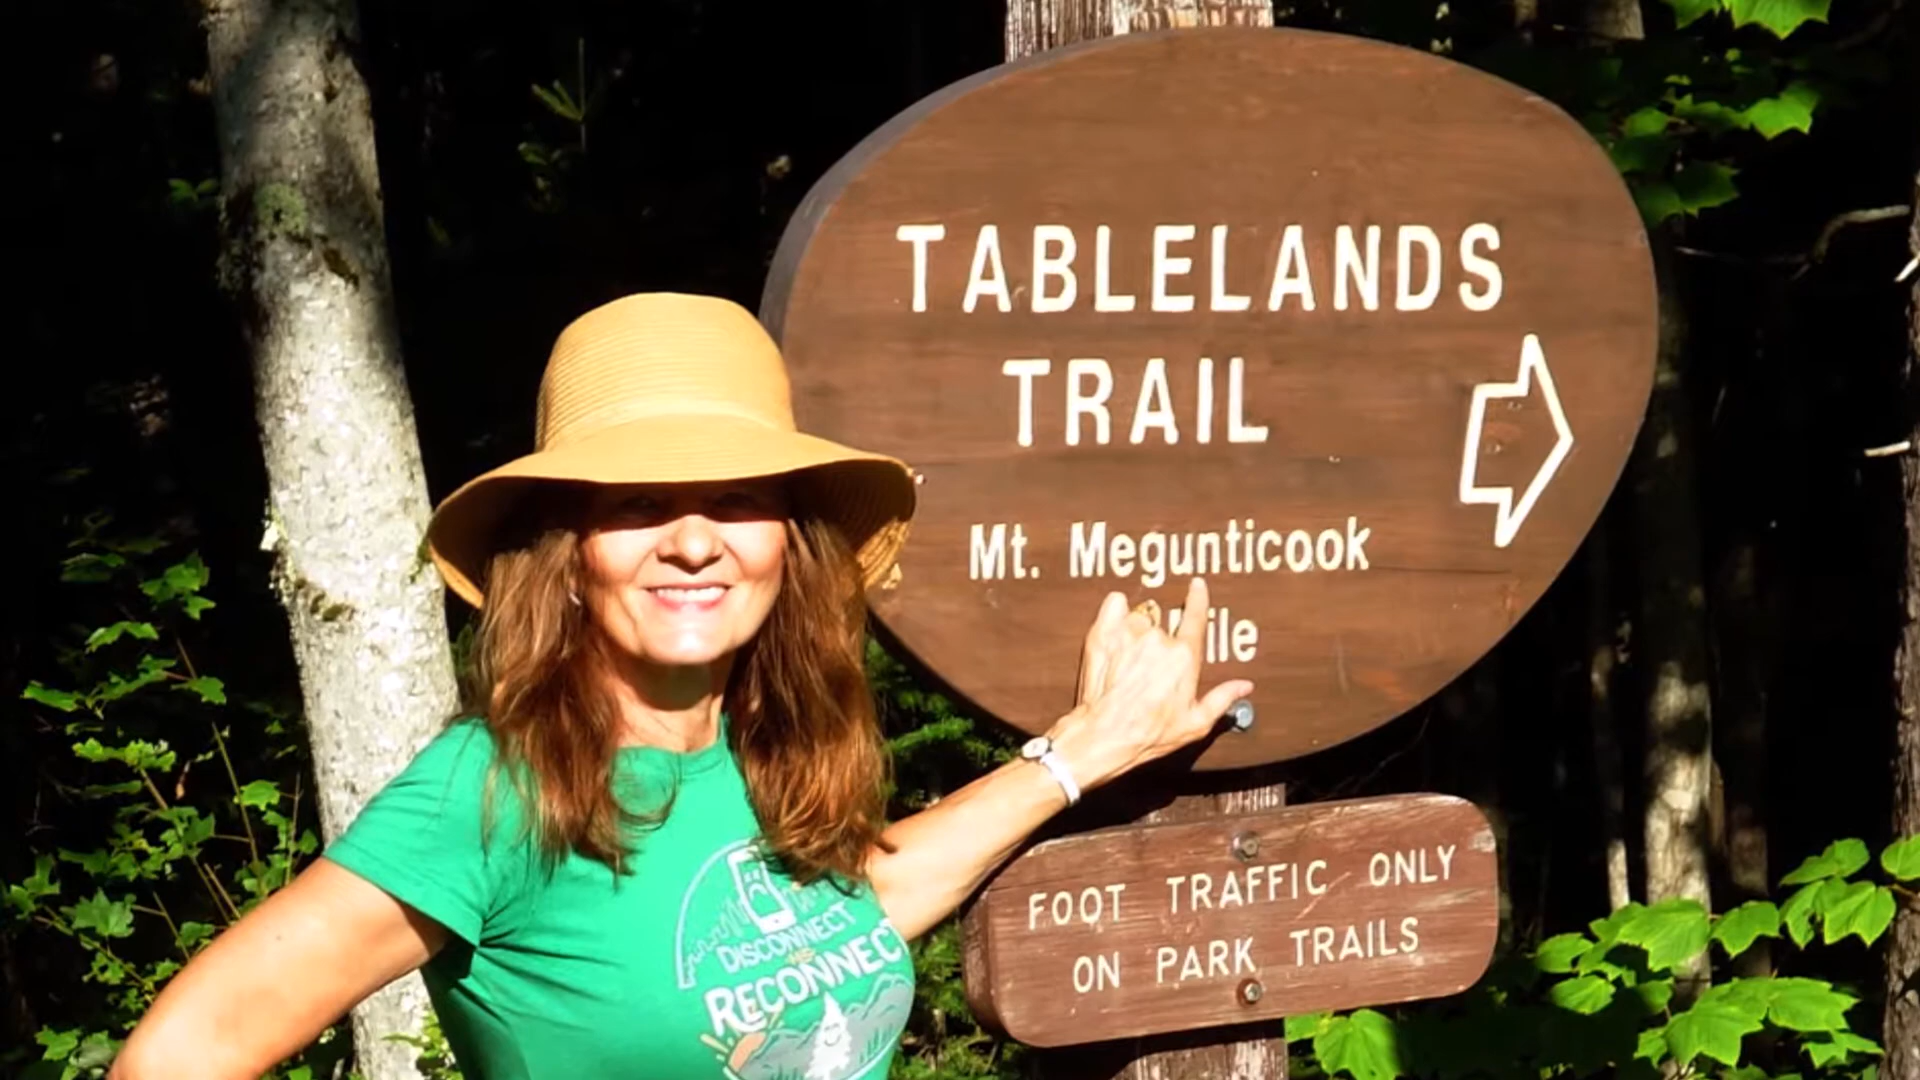 TABLELANDS
TRAIL
Mt. Megunticook
FOOT TRAFFIC ONLY
ON PARK TRAILS
DISCONNECT
RECONNECT